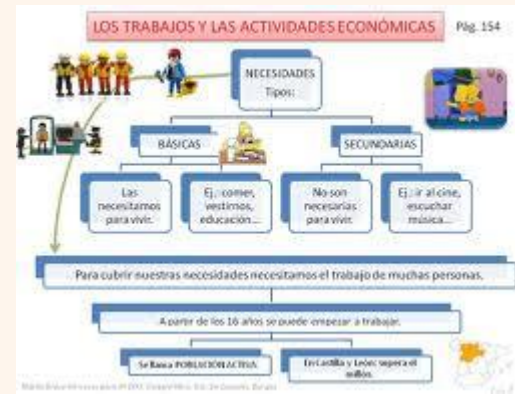 LOS TRABAJOS Y LAS ACTIVIDADES ECONÓMICAS
Pág. 154
NECESIDADES
Tipos:
BÁSICAS
SECUNDARIAS
Las
necesitamos
para vivir.
Ej.: comer,
vestirnos,
educación...
No son
necesarias
para vivir.
Ej.: ir al cine,
escuchar
música...
Para cubrir nuestras necesidades necesitamos el trabajo de muchas personas.
A partir de los 16 años se puede empezar a trabajar.
Se llama POBLACIÓN ACTIVA.
En Castilla y León: supera el
millón.